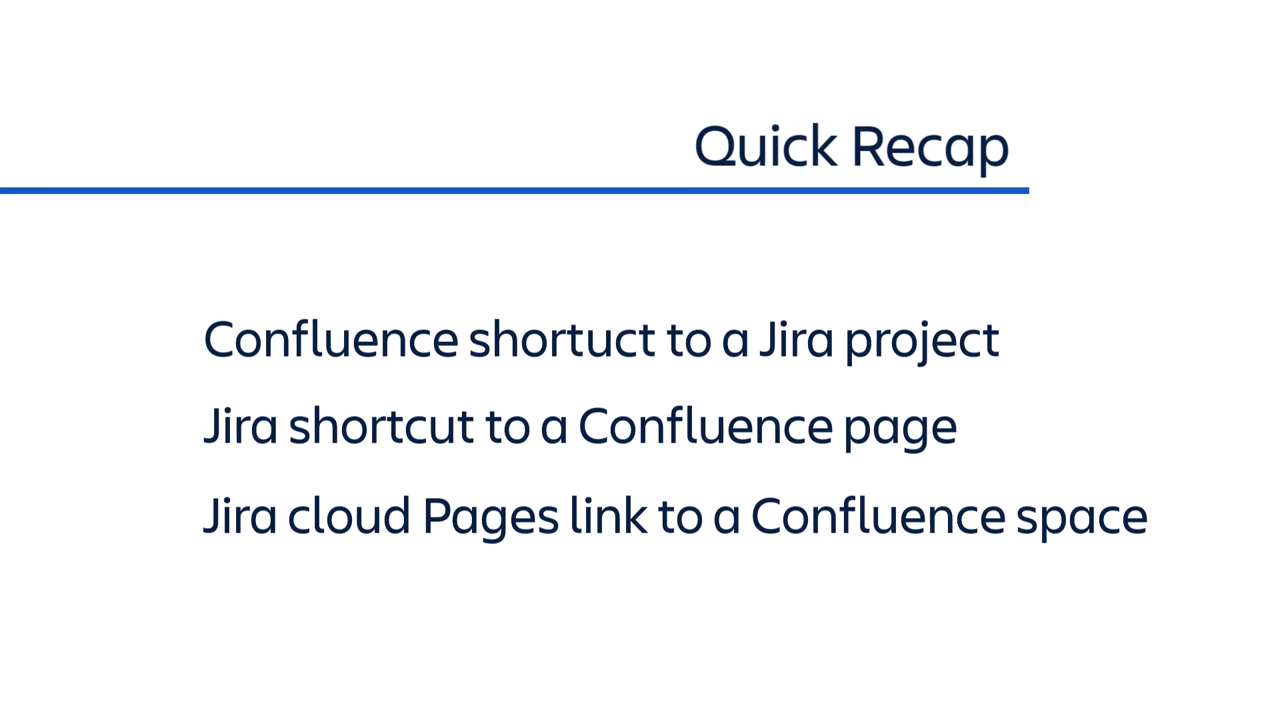 Quick Recap
Confluence shortuct to a Jira project
Jira shortcut to a Confluence page
Jira cloud Pages link to a Confluence space